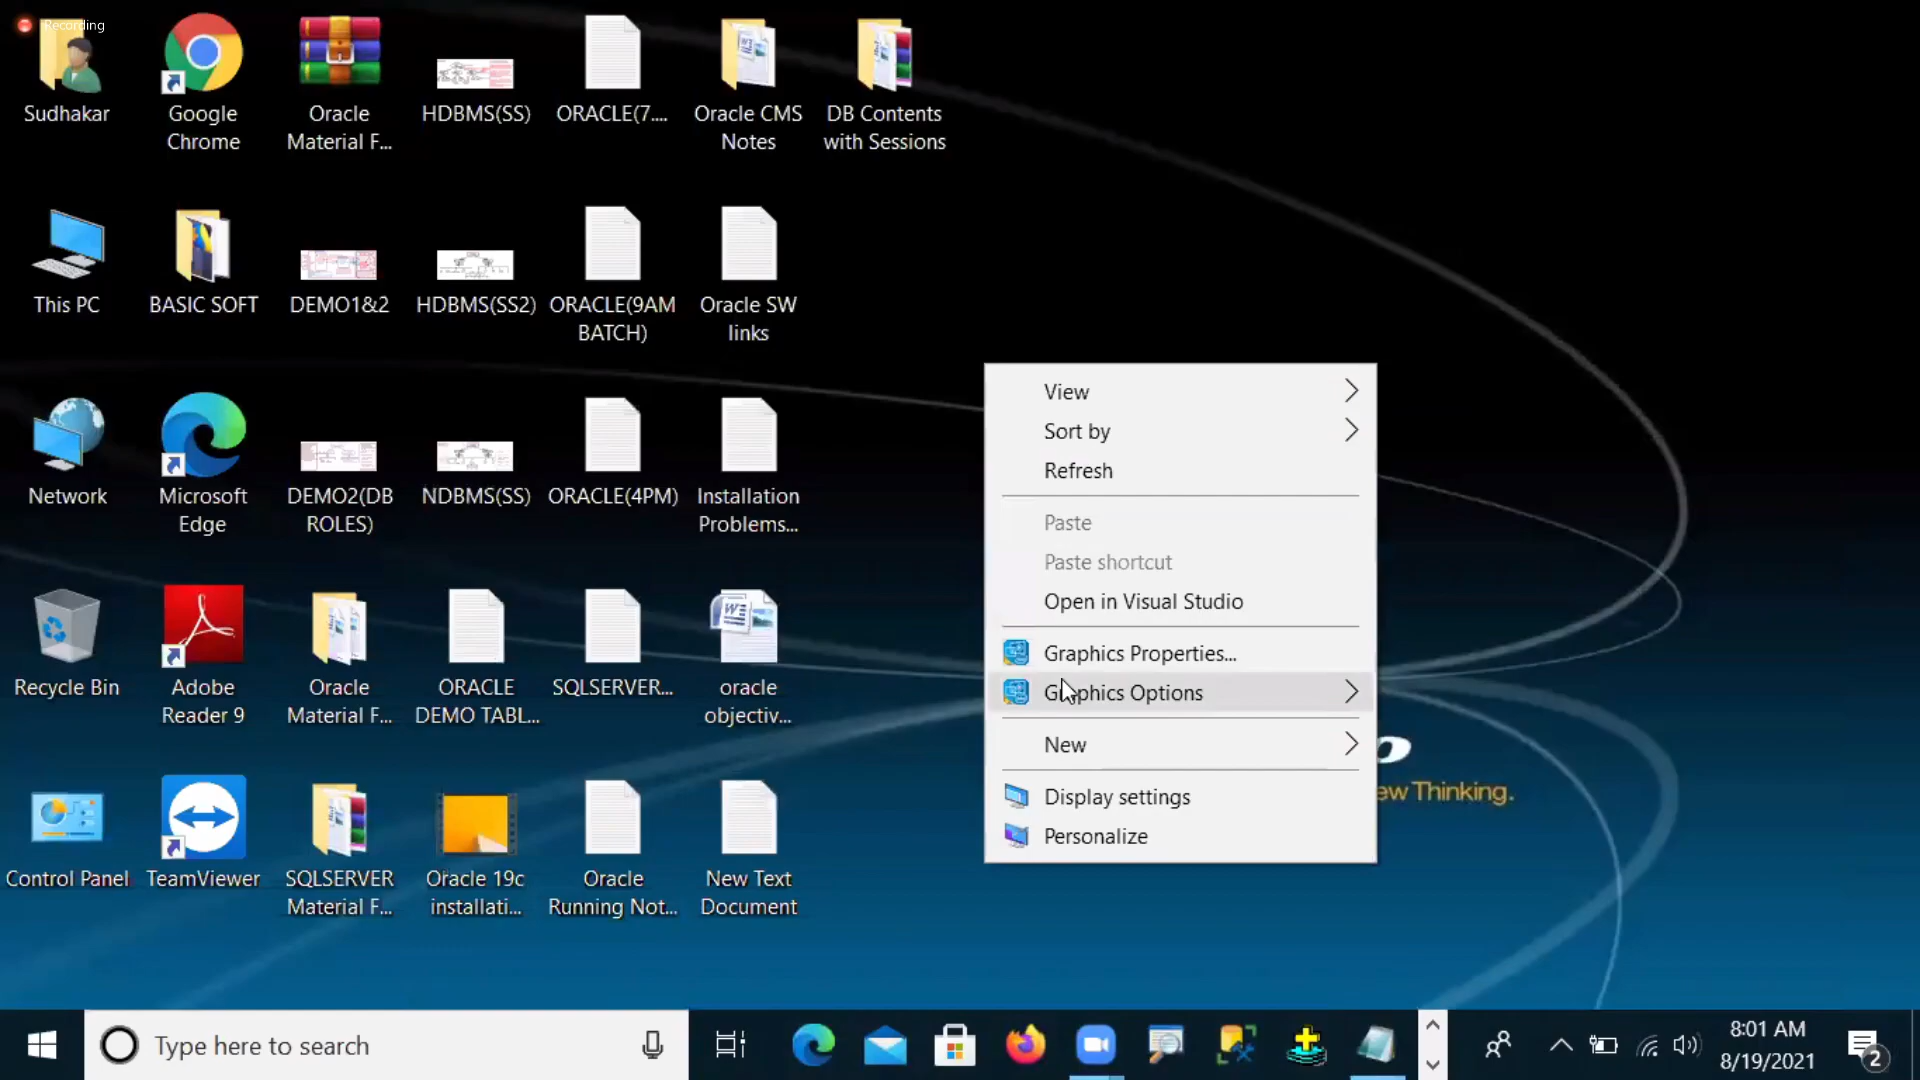 Recording
Sudhakar
Google
Chrome
Oracle
Material F...
HDBMS(SS)
ORACLE(7....
Oracle CMS
Notes
DB Contents
with Sessions
This PC
BASIC SOFT
DEMO1&2
HDBMS(SS2)
ORACLE(9AM
BATCH)
Oracle SW
links
Network
Microsoft
Edge
DEMO2(DB
ROLES)
NDBMS(SS)
ORACLE(4PM)
Installation
Problems...
Recycle Bin
Adobe
Reader 9
Oracle
Material F...
ORACLE
DEMO TABL...
SQLSERVER...
oracle
objectiv...
Control Panel
TeamViewer
SQLSERVER
Material F...
Oracle 19c
installati...
Oracle
Running Not...
New Text
Document
View
Sort by
Refresh
Paste
Paste shortcut
Open in Visual Studio
Graphics Properties...
Graphics Options
New
Display settings
Personalize
ew Thinking.
Type here to search
8:01 AM
8/19/2021
2